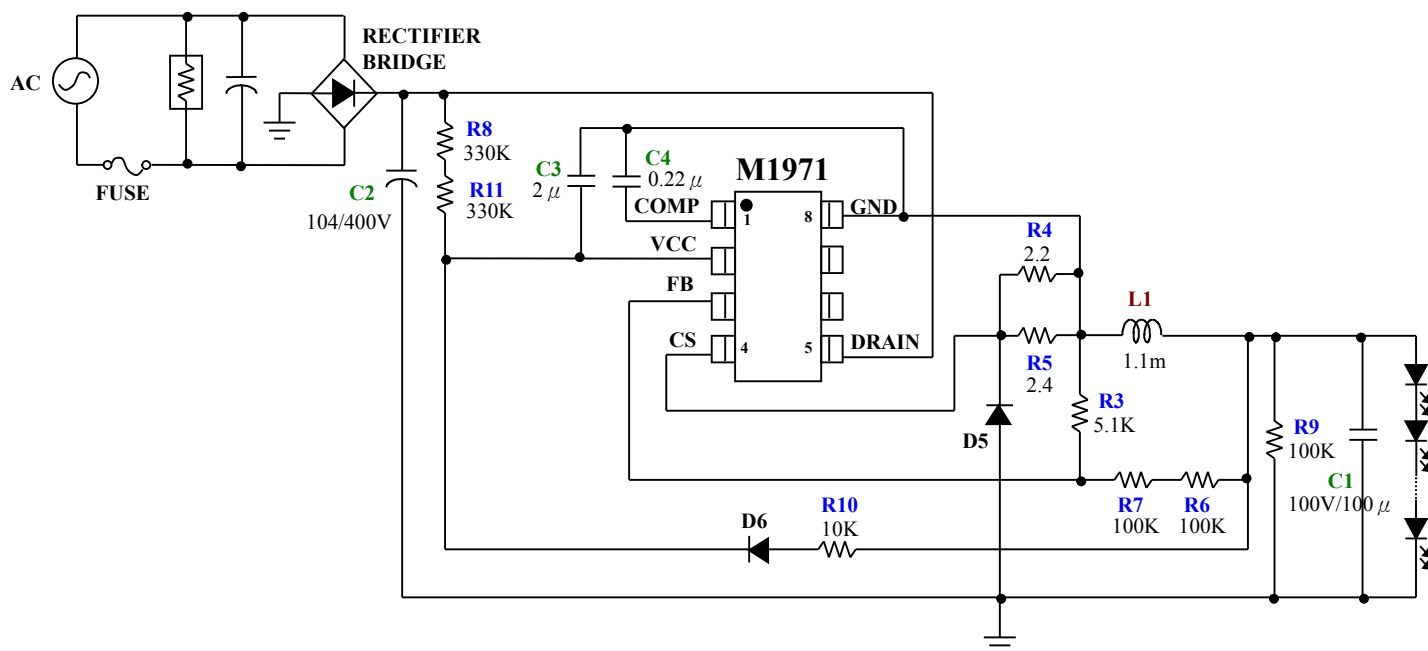 RECTIFIER
BRIDGE
AC
FUSE
R8
330K
R11
330K
C2
104/400V
C3
2 μ
C4
0.22 μ
M1971
COMP
1
8
GND
VCC
FB
CS
4
5
DRAIN
R4
2.2
R5
2.4
L1
1.1m
R3
5.1K
D5
R9
100K
C1
100V/100 μ
R7
100K
R6
100K
D6
R10
10K